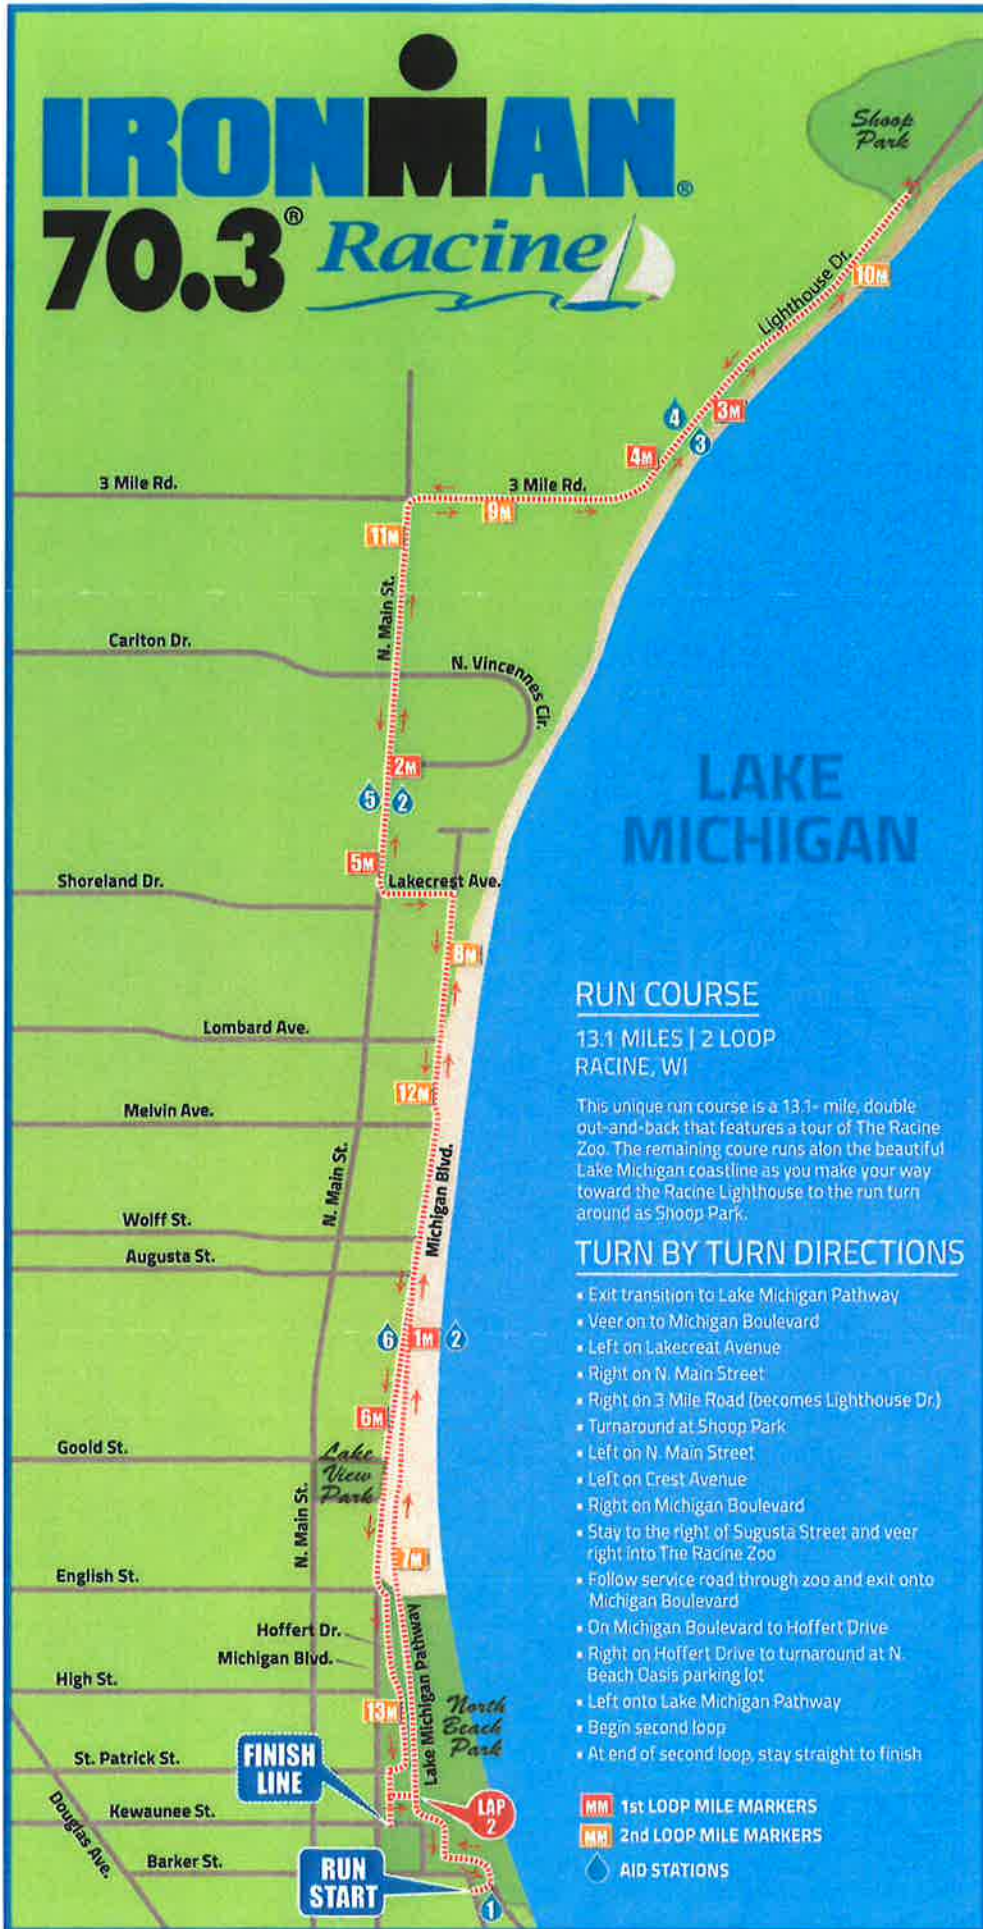 IRONMAN®
70.3® Racine
Shoop
Park
Lighthouse Dr.
10M
3M
4
3
4M
3 Mile Rd.
3 Mile Rd.
9M
11M
N. Main St.
Carlton Dr.
N. Vincennes Cir.
2M
5
2
LAKE
MICHIGAN
5M
Shoreland Dr.
Lakecrest Ave.
8M
Lombard Ave.
12M
Melvin Ave.
Michigan Blvd.
N. Main St.
Wolff St.
Augusta St.
6
1M
2
6M
Goold St.
Lake
View
Park
N. Main St.
7M
English St.
Hoffert Dr.
Michigan Blvd.
Lake Michigan Pathway
High St.
13M
North
Beach
Park
FINISH
LINE
St. Patrick St.
Kewaunee St.
LAP
2
Douglas Ave.
Barker St.
RUN
START
1
RUN COURSE
13.1 MILES | 2 LOOP
RACINE, WI
This unique run course is a 13.1- mile, double
out-and-back that features a tour of The Racine
Zoo. The remaining coure runs alon the beautiful
Lake Michigan coastline as you make your way
toward the Racine Lighthouse to the run turn
around as Shoop Park.
TURN BY TURN DIRECTIONS
▪ Exit transition to Lake Michigan Pathway
▪ Veer on to Michigan Boulevard
▪ Left on Lakecreat Avenue
▪ Right on N. Main Street
▪ Right on 3 Mile Road (becomes Lighthouse Dr.)
▪ Turnaround at Shoop Park
▪ Left on N. Main Street
▪ Left on Crest Avenue
▪ Right on Michigan Boulevard
▪ Stay to the right of Sugusta Street and veer
right into The Racine Zoo
▪ Follow service road through zoo and exit onto
Michigan Boulevard
▪ On Michigan Boulevard to Hoffert Drive
▪ Right on Hoffert Drive to turnaround at N.
Beach Oasis parking lot
▪ Left onto Lake Michigan Pathway
▪ Begin second loop
▪ At end of second loop, stay straight to finish
MM 1st LOOP MILE MARKERS
MM 2nd LOOP MILE MARKERS
AID STATIONS